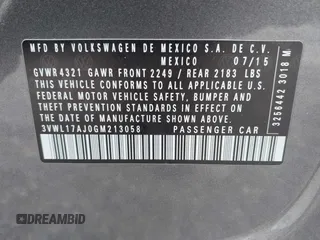 MFD BY VOLKSWAGEN DE MEXICO S.A. DE C.V.
MEXICO 07/15
GVWR4321 GAWR FRONT 2249 / REAR 2183 LBS
THIS VEHICLE CONFORMS TO ALL APPLICABLE U.S.
FEDERAL MOTOR VEHICLE SAFETY, BUMPER AND
THEFT PREVENTION STANDARDS IN EFFECT ON
THE DATE OF MANUFACTURE SHOWN ABOVE
3VWL17AJ0GM213058 PASSENGER CAR
3256442 3018 M
DREAMBID